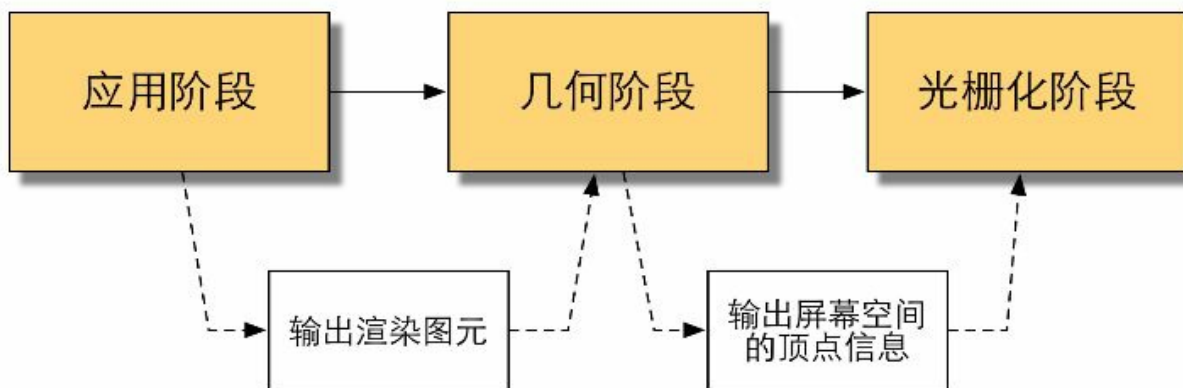 应用阶段
几何阶段
光栅化阶段
输出渲染图元
输出屏幕空间
的顶点信息